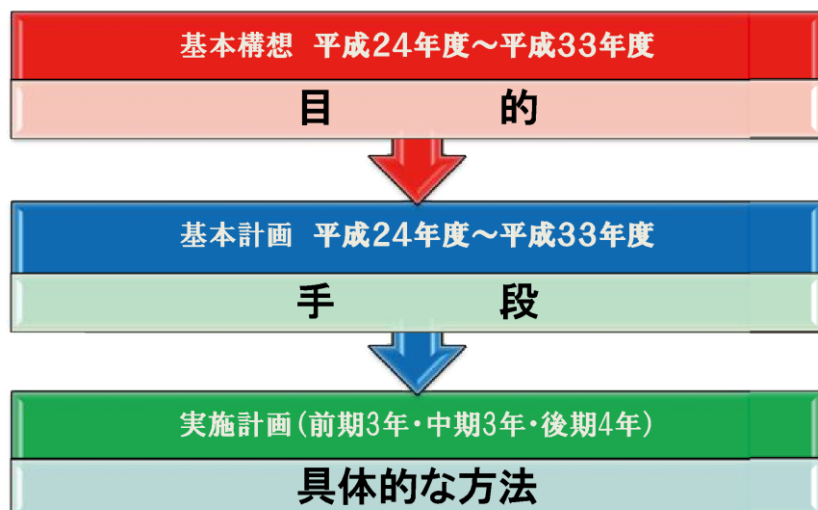 基本構想 平成24年度～平成33年度
目 的
基本計画 平成24年度～平成33年度
手 段
実施計画(前期3年・中期3年・後期4年)
具体的な方法